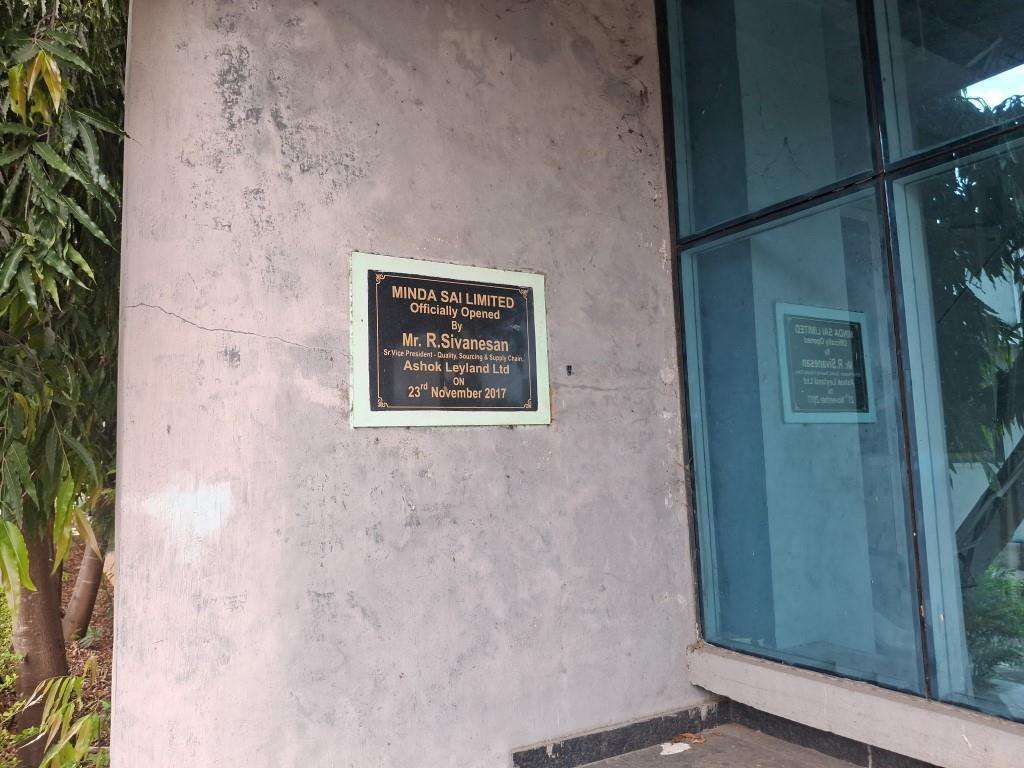 MINDA SAI LIMITED
Officially Opened
By
Mr. R.Sivanesan
Sr.Vice President - Quality, Sourcing & Supply Chain,
Ashok Leyland Ltd
ON
23rd November 2017